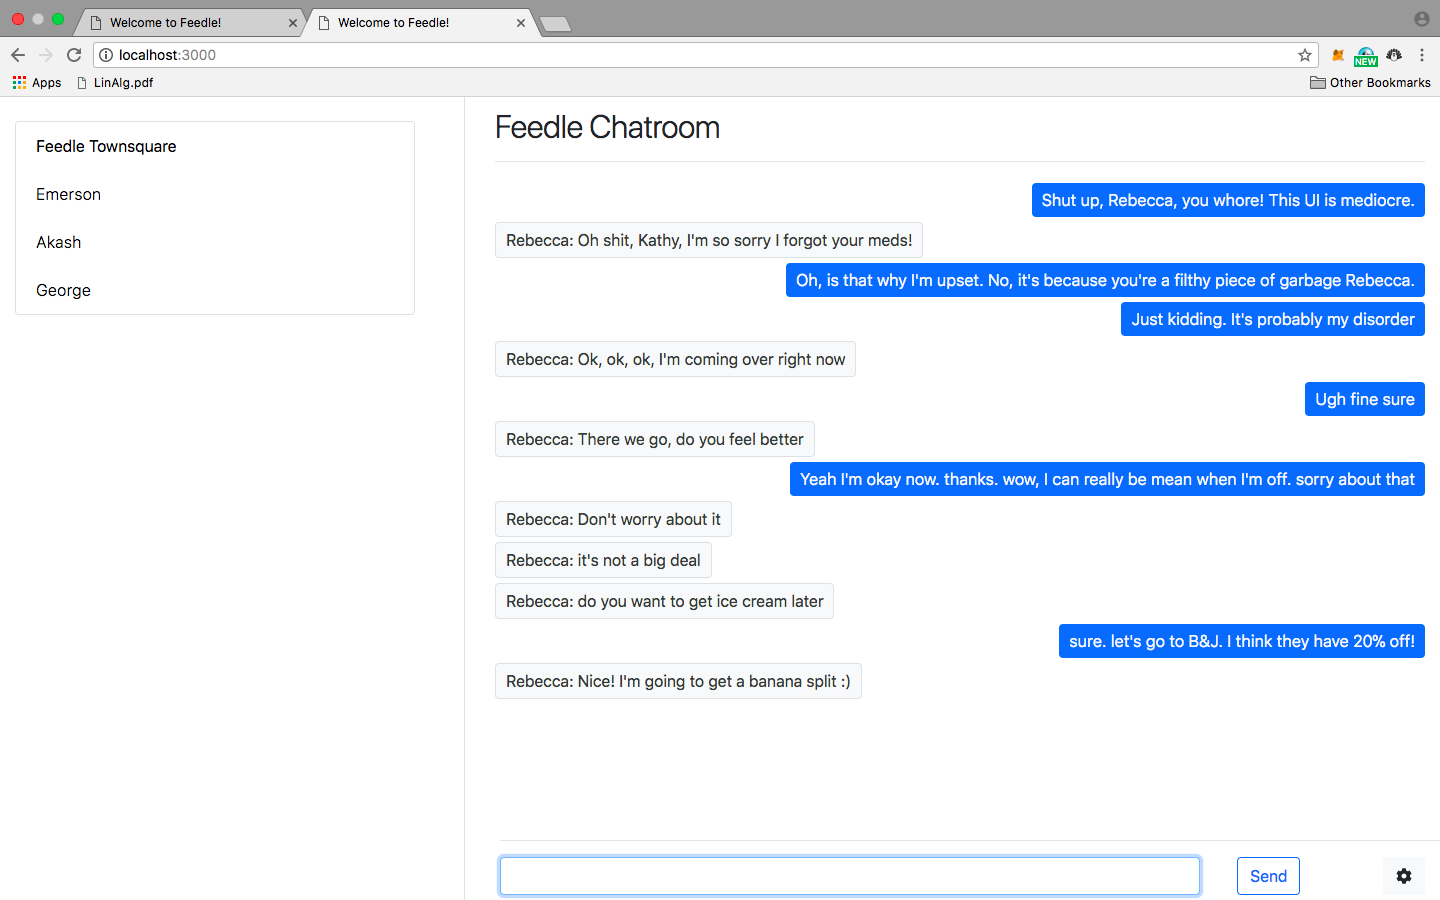 Welcome to Feedle!
Welcome to Feedle!
localhost:3000
NEW
Apps
LinAlg.pdf
Other Bookmarks
Feedle Townsquare
Emerson
Akash
George
Feedle Chatroom
Shut up, Rebecca, you whore! This UI is mediocre.
Rebecca: Oh shit, Kathy, I'm so sorry I forgot your meds!
Oh, is that why I'm upset. No, it's because you're a filthy piece of garbage Rebecca.
Just kidding. It's probably my disorder
Rebecca: Ok, ok, ok, I'm coming over right now
Ugh fine sure
Rebecca: There we go, do you feel better
Yeah I'm okay now. thanks. wow, I can really be mean when I'm off. sorry about that
Rebecca: Don't worry about it
Rebecca: it's not a big deal
Rebecca: do you want to get ice cream later
sure. let's go to B&J. I think they have 20% off!
Rebecca: Nice! I'm going to get a banana split :)
Send